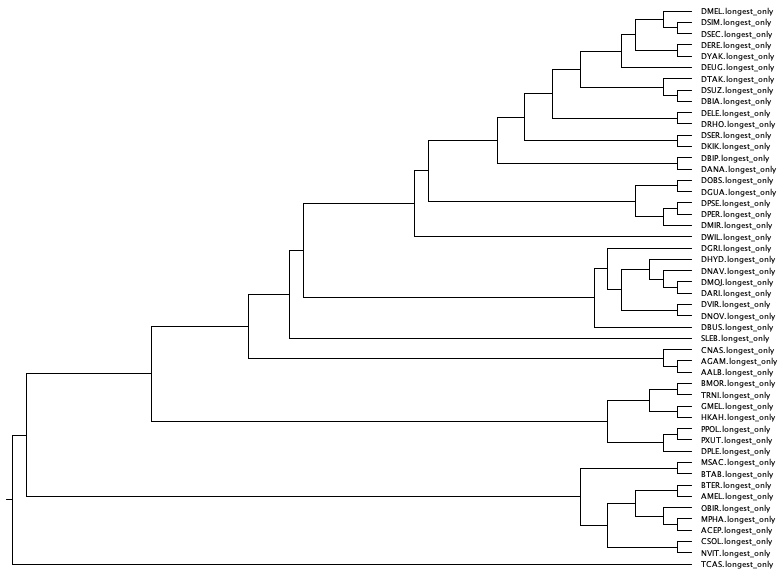 DMEL.longest_only
DSIM.longest_only
DSEC.longest_only
DERE.longest_only
DYAK.longest_only
DEUG.longest_only
DTAK.longest_only
DSUZ.longest_only
DBIA.longest_only
DELE.longest_only
DRHO.longest_only
DSER.longest_only
DKIK.longest_only
DBIP.longest_only
DANA.longest_only
DOBS.longest_only
DGUA.longest_only
DPSE.longest_only
DPER.longest_only
DMIR.longest_only
DWIL.longest_only
DGRI.longest_only
DHYD.longest_only
DNAV.longest_only
DMOJ.longest_only
DARI.longest_only
DVIR.longest_only
DNOV.longest_only
DBUS.longest_only
SLEB.longest_only
CNAS.longest_only
AGAM.longest_only
AALB.longest_only
BMOR.longest_only
TRNI.longest_only
GMEL.longest_only
HKAH.longest_only
PPOL.longest_only
PXUT.longest_only
DPLE.longest_only
MSAC.longest_only
BTAB.longest_only
BTER.longest_only
AMEL.longest_only
OBIR.longest_only
MPHA.longest_only
ACEP.longest_only
CSOL.longest_only
NVIT.longest_only
TCAS.longest_only